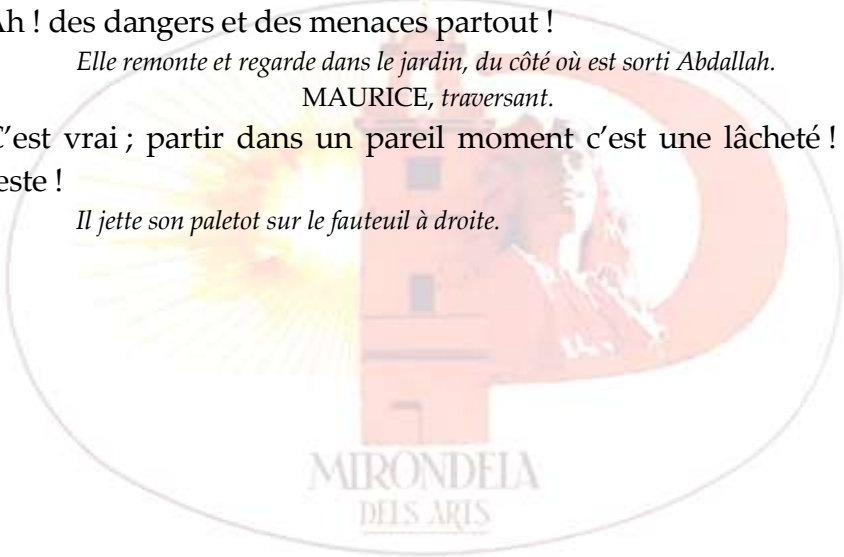 Ah ! des dangers et des menaces partout !
Elle remonte et regarde dans le jardin, du côté où est sorti Abdallah.
MAURICE, traversant.
C’est vrai ; partir dans un pareil moment c’est une lâcheté !
este !
Il jette son paletot sur le fauteuil à droite.
MIRONDELA
DELS ARTS